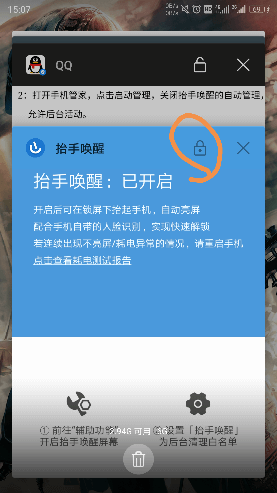 15:07
QQ
2：打开手机管家，点击启动管理，关闭抬手唤醒的自动管理，
允许后台活动。
抬手唤醒
抬手唤醒：已开启
开启后可在锁屏下抬起手机，自动亮屏
配合手机自带的人脸识别，实现快速解锁
若连续出现不亮屏/耗电异常的情况，请重启手机
点击查看耗电测试报告
① 前往“辅助功能”
开启抬手唤醒屏幕
设置「抬手唤醒」
为后台清理白名单